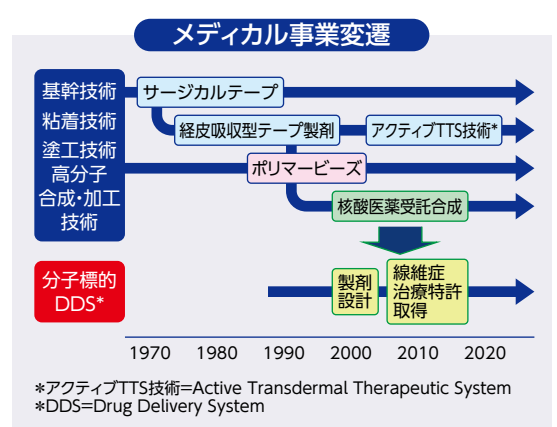 メディカル事業変遷
基幹技術
粘着技術
塗工技術
高分子
合成・加工
技術
サージカルテープ
経皮吸収型テープ製剤
アクティブTTS技術*
ポリマービーズ
核酸医薬受託合成
分子標的
DDS*
製剤
設計
線維症
治療特許
取得
1970 1980 1990 2000 2010 2020
*アクティブTTS技術=Active Transdermal Therapeutic System
*DDS=Drug Delivery System